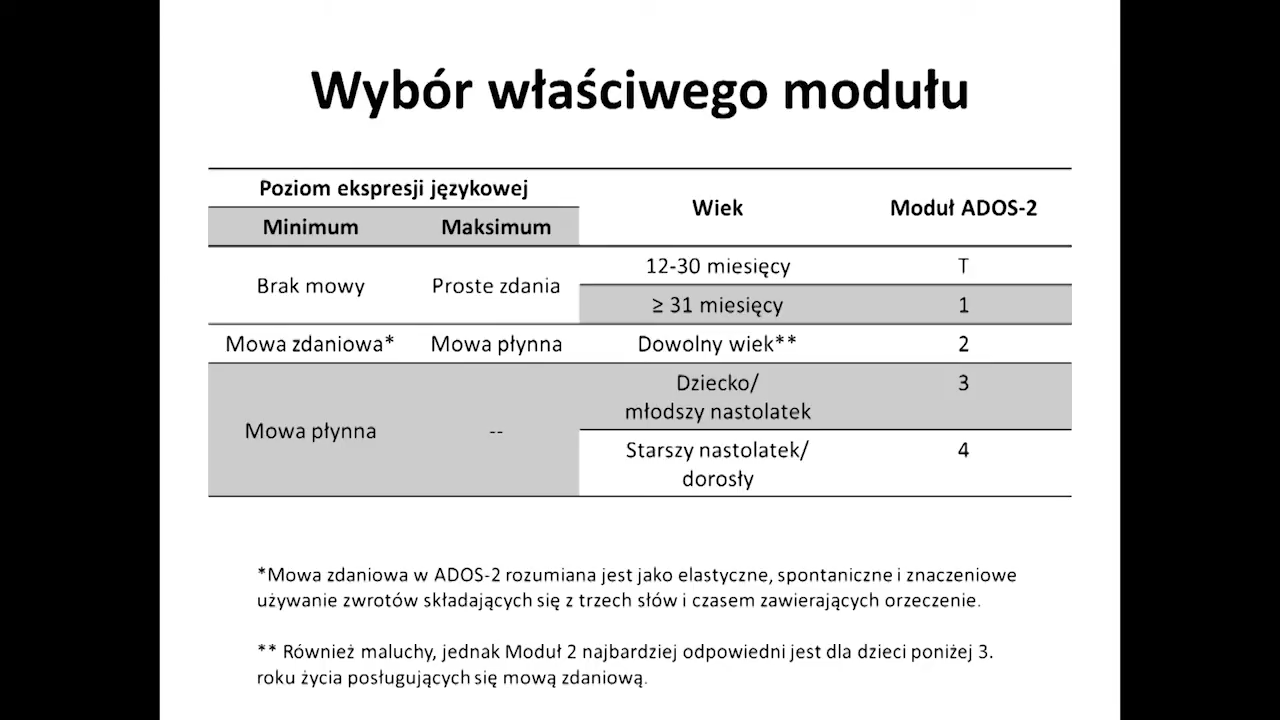 Wybór właściwego modułu
Poziom ekspresji językowej
Wiek
Moduł ADOS-2
Minimum
Maksimum
Brak mowy
Proste zdania
12-30 miesięcy
T
≥ 31 miesięcy
1
Mowa zdaniowa*
Mowa płynna
Dowolny wiek**
2
Mowa płynna
--
Dziecko/
młodszy nastolatek
3
Starszy nastolatek/
dorosły
4
*Mowa zdaniowa w ADOS-2 rozumiana jest jako elastyczne, spontaniczne i znaczeniowe
używanie zwrotów składających się z trzech słów i czasem zawierających orzeczenie.
** Również maluchy, jednak Moduł 2 najbardziej odpowiedni jest dla dzieci poniżej 3.
roku życia posługujących się mową zdaniową.